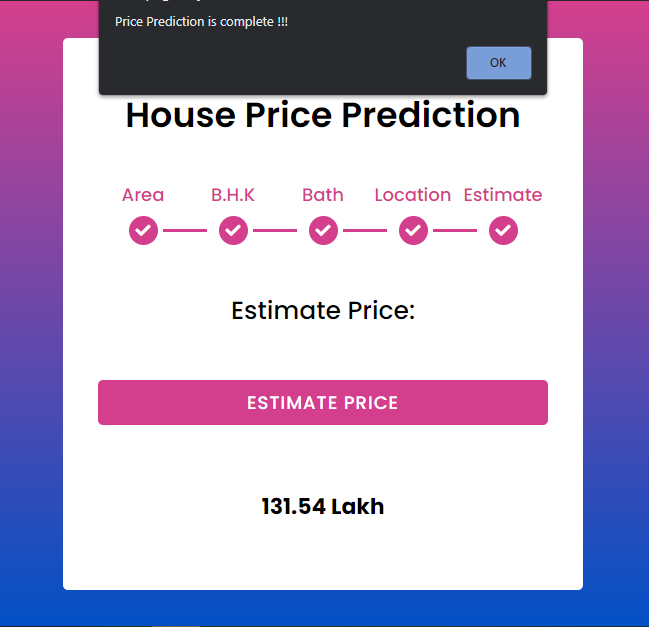 Price Prediction is complete !!!
OK
House Price Prediction
Area B.H.K Bath Location Estimate
Estimate Price:
ESTIMATE PRICE
131.54 Lakh